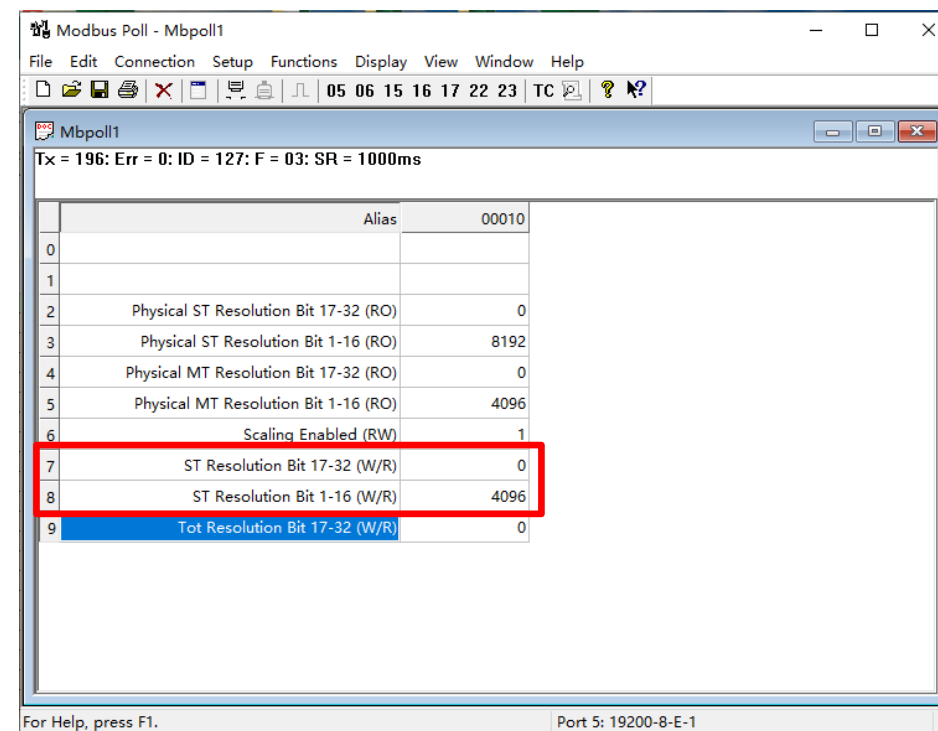 Modbus Poll - Mbpoll1
File Edit Connection Setup Functions Display View Window Help
05 06 15 16 17 22 23 TC
Mbpoll1
Tx = 196: Err = 0: ID = 127: F = 03: SR = 1000ms
Alias 00010
0
1
2 Physical ST Resolution Bit 17-32 (RO) 0
3 Physical ST Resolution Bit 1-16 (RO) 8192
4 Physical MT Resolution Bit 17-32 (RO) 0
5 Physical MT Resolution Bit 1-16 (RO) 4096
6 Scaling Enabled (RW) 1
7 ST Resolution Bit 17-32 (W/R) 0
8 ST Resolution Bit 1-16 (W/R) 4096
9 Tot Resolution Bit 17-32 (W/R) 0
For Help, press F1. Port 5: 19200-8-E-1